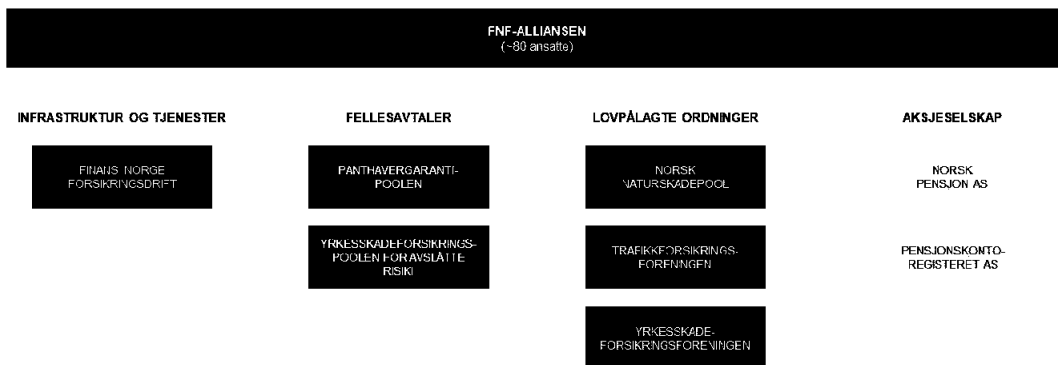 FNF-ALLIANSEN
(~80 ansatte)
INFRASTRUKTUR OG TJENESTER
FINANS NORGE
FORSIKRINGSDRIFT
FELLESAVTALER
PANTHAVERGARANTI-
POOLEN
YRKESSKADEFORSIKRINGS-
POOLEN FOR AVSLÅTTE
RISIKI
LOVPÅLAGTE ORDNINGER
NORSK
NATURSKADEPOOL
TRAFIKKFORSIKRINGS-
FORENINGEN
YRKESSKADE-
FORSIKRINGSFORENINGEN
AKSJESELSKAP
NORSK
PENSJON AS
PENSJONSKONTO-
REGISTERET AS